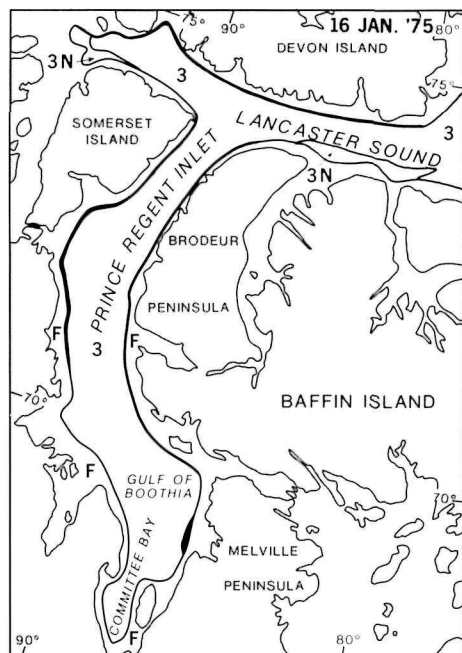 75°
90°
16 JAN. '75
80°
DEVON ISLAND
3N
3
75°
SOMERSET
ISLAND
LANCASTER SOUND
3
3N
PRINCE REGENT INLET
BRODEUR
PENINSULA
F
3
F
70°
BAFFIN ISLAND
F
GULF OF
BOOTHIA
70°
COMMITTEE BAY
MELVILLE
PENINSULA
F
90°
80°